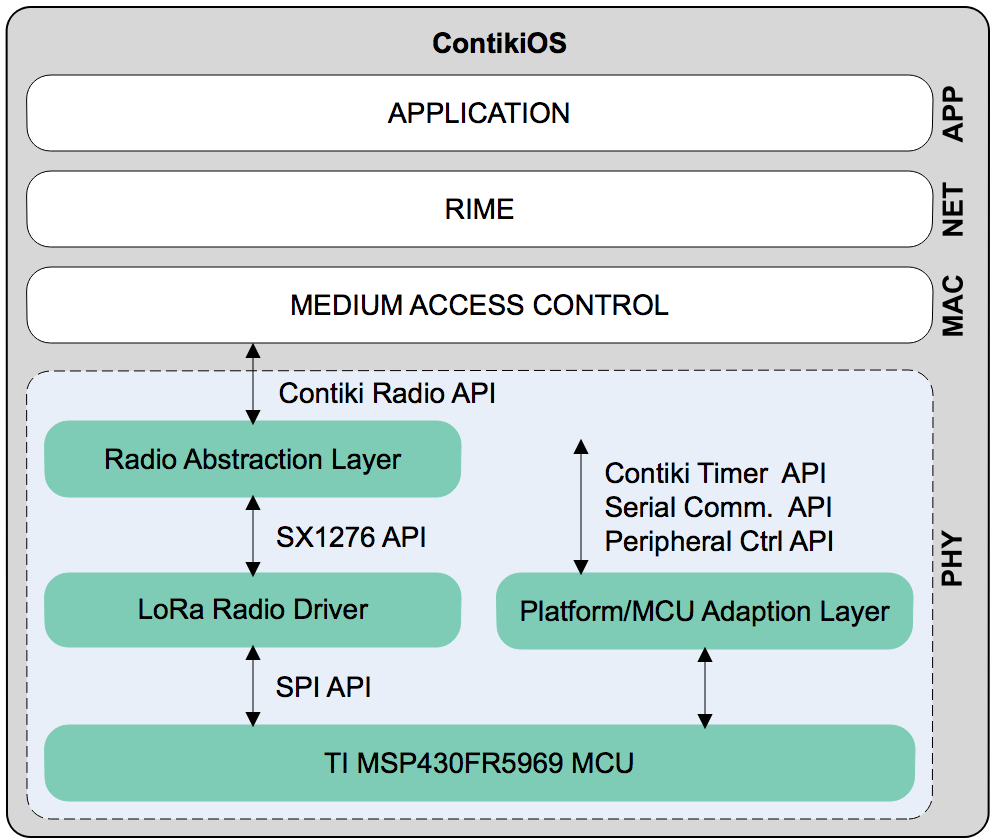 ContikiOS
APPLICATION
APP
RIME
NET
MEDIUM ACCESS CONTROL
MAC
Contiki Radio API
Radio Abstraction Layer
Contiki Timer  API
Serial Comm.  API
Peripheral Ctrl API
SX1276 API
PHY
LoRa Radio Driver
Platform/MCU Adaption Layer
SPI API
TI MSP430FR5969 MCU